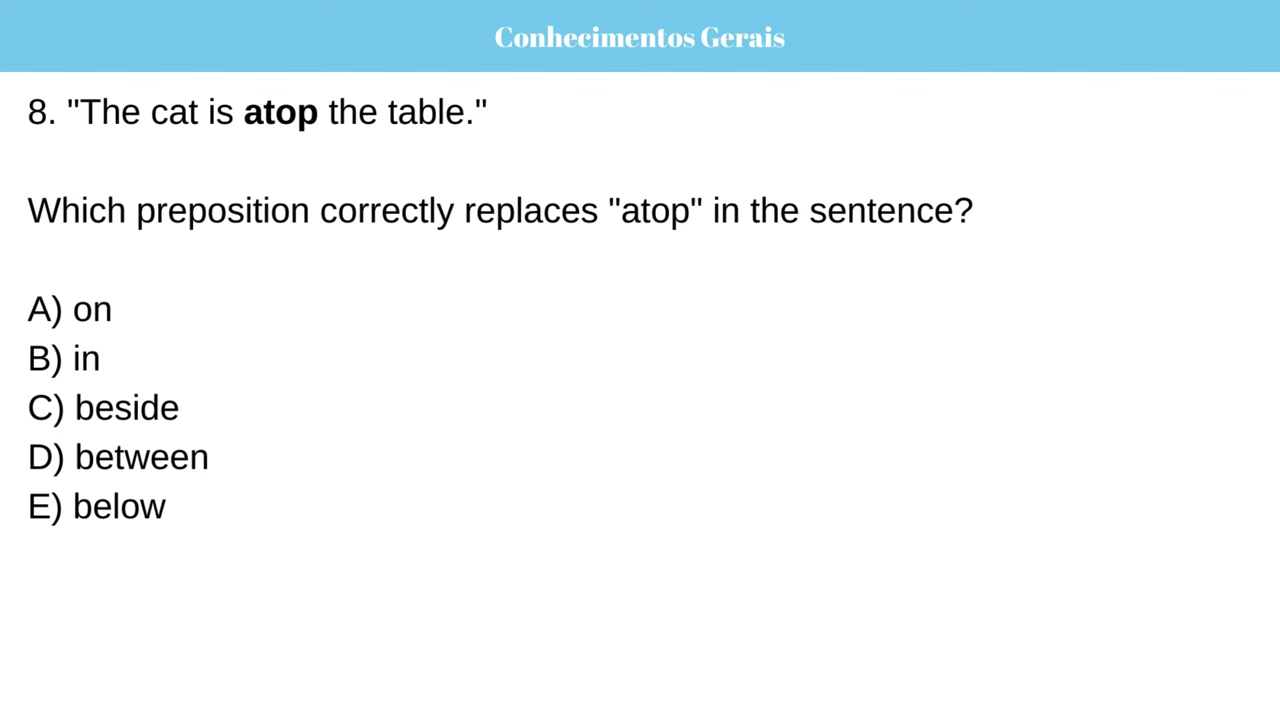 Conhecimentos Gerais
8. "The cat is atop the table."
Which preposition correctly replaces "atop" in the sentence?
A) on
B) in
C) beside
D) between
E) below